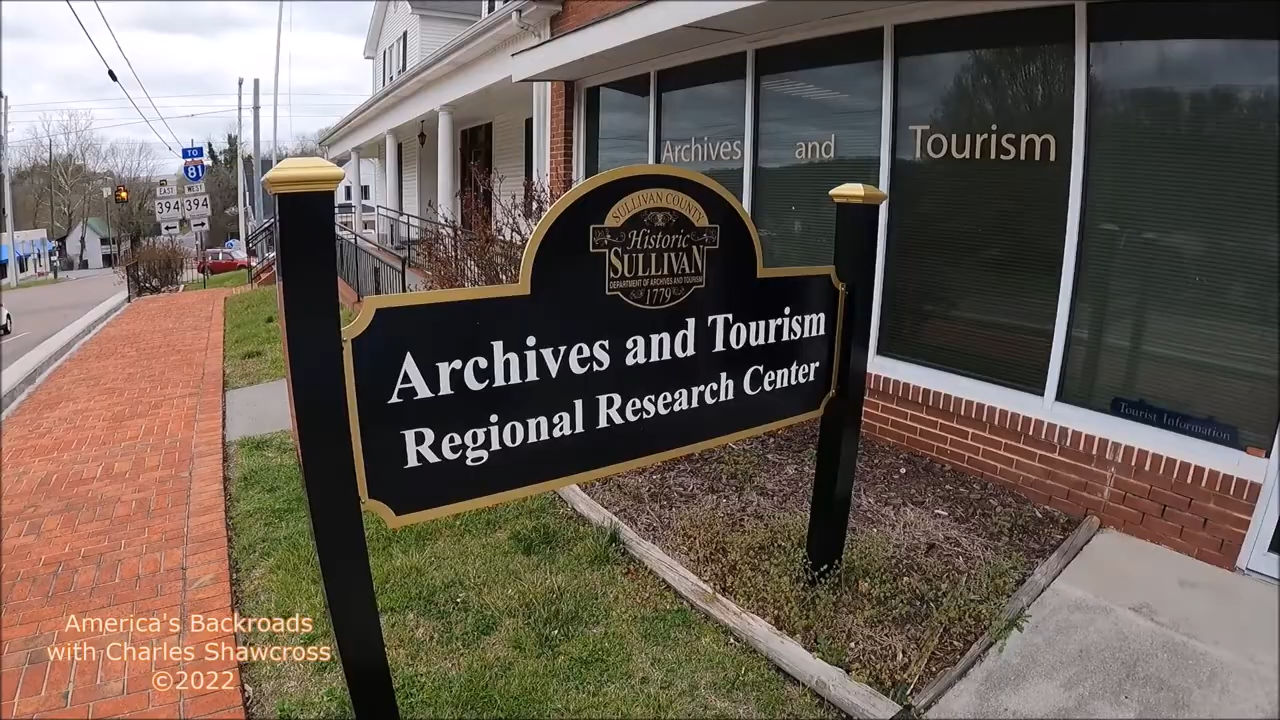 TO
81
EAST
WEST
394
394
Archives and Tourism
SULLIVAN COUNTY
Historic
SULLIVAN
DEPARTMENT OF ARCHIVES AND TOURISM
1779
Archives and Tourism
Regional Research Center
Tourist Information
America's Backroads
with Charles Shawcross
©2022